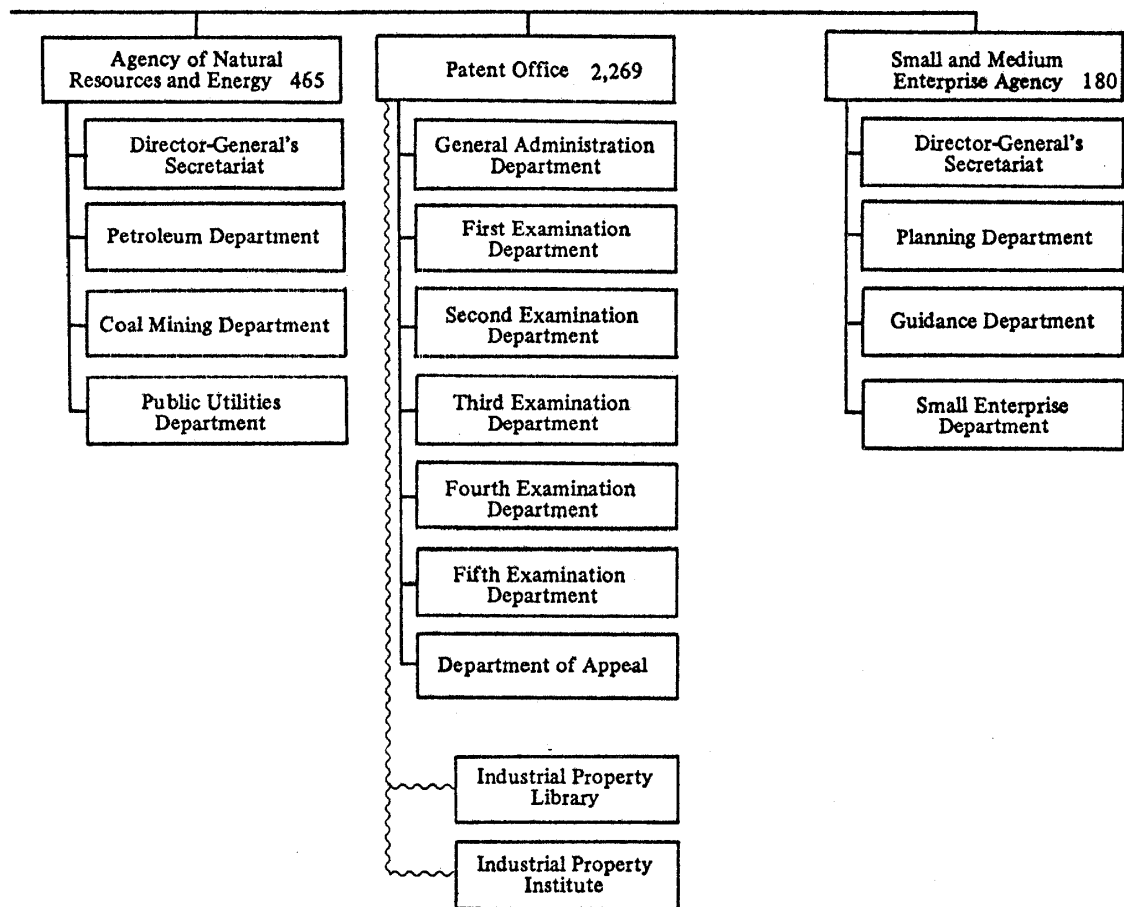 Agency of Natural
Resources and Energy 465
Director-General's
Secretariat
Petroleum Department
Coal Mining Department
Public Utilities
Department
Patent Office 2,269
General Administration
Department
First Examination
Department
Second Examination
Department
Third Examination
Department
Fourth Examination
Department
Fifth Examination
Department
Department of Appeal
Industrial Property
Library
Industrial Property
Institute
Small and Medium
Enterprise Agency 180
Director-General's
Secretariat
Planning Department
Guidance Department
Small Enterprise
Department